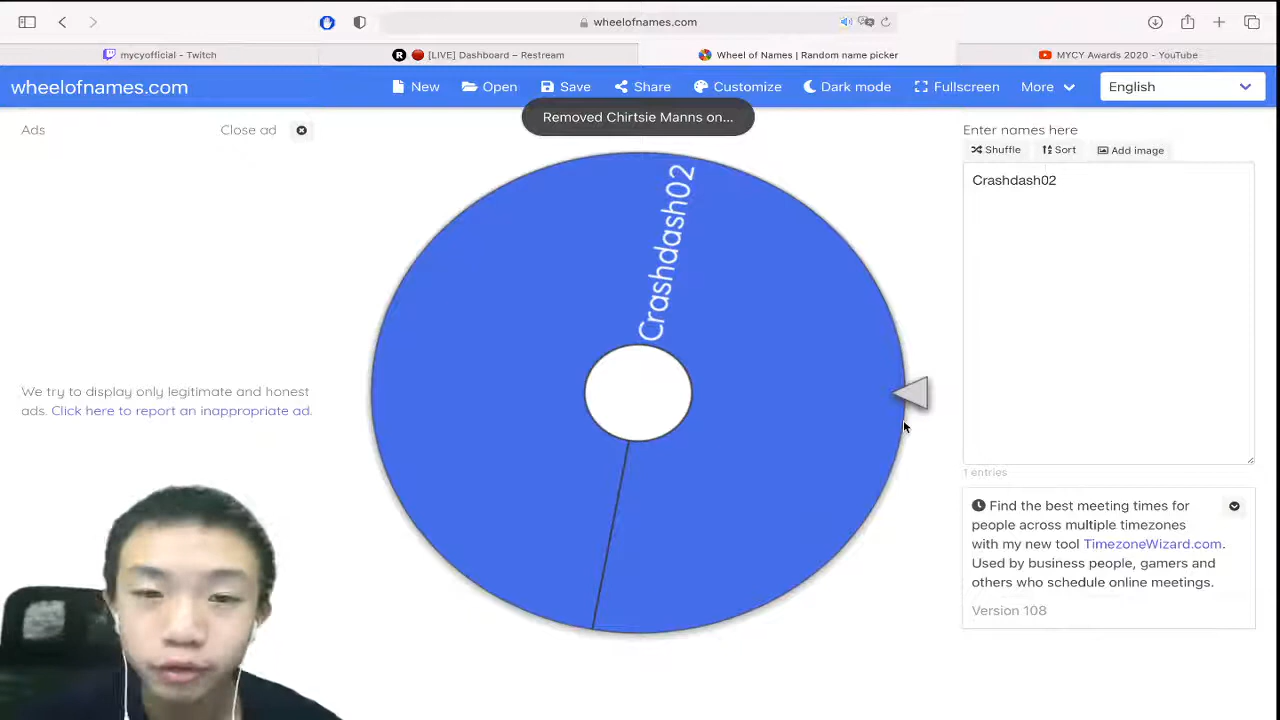 wheelofnames.com
mycyofficial - Twitch
R [LIVE] Dashboard – Restream
Wheel of Names | Random name picker
MYCY Awards 2020 - YouTube
wheelofnames.com
New
Open
Save
Share
Customize
Dark mode
Fullscreen
More
English
Removed Chirtsie Manns on...
Ads
Close ad
Enter names here
Shuffle
Sort
Add image
Crashdash02
Crashdash02
We try to display only legitimate and honest
ads. Click here to report an inappropriate ad.
1 entries
Find the best meeting times for
people across multiple timezones
with my new tool TimezoneWizard.com.
Used by business people, gamers and
others who schedule online meetings.
Version 108